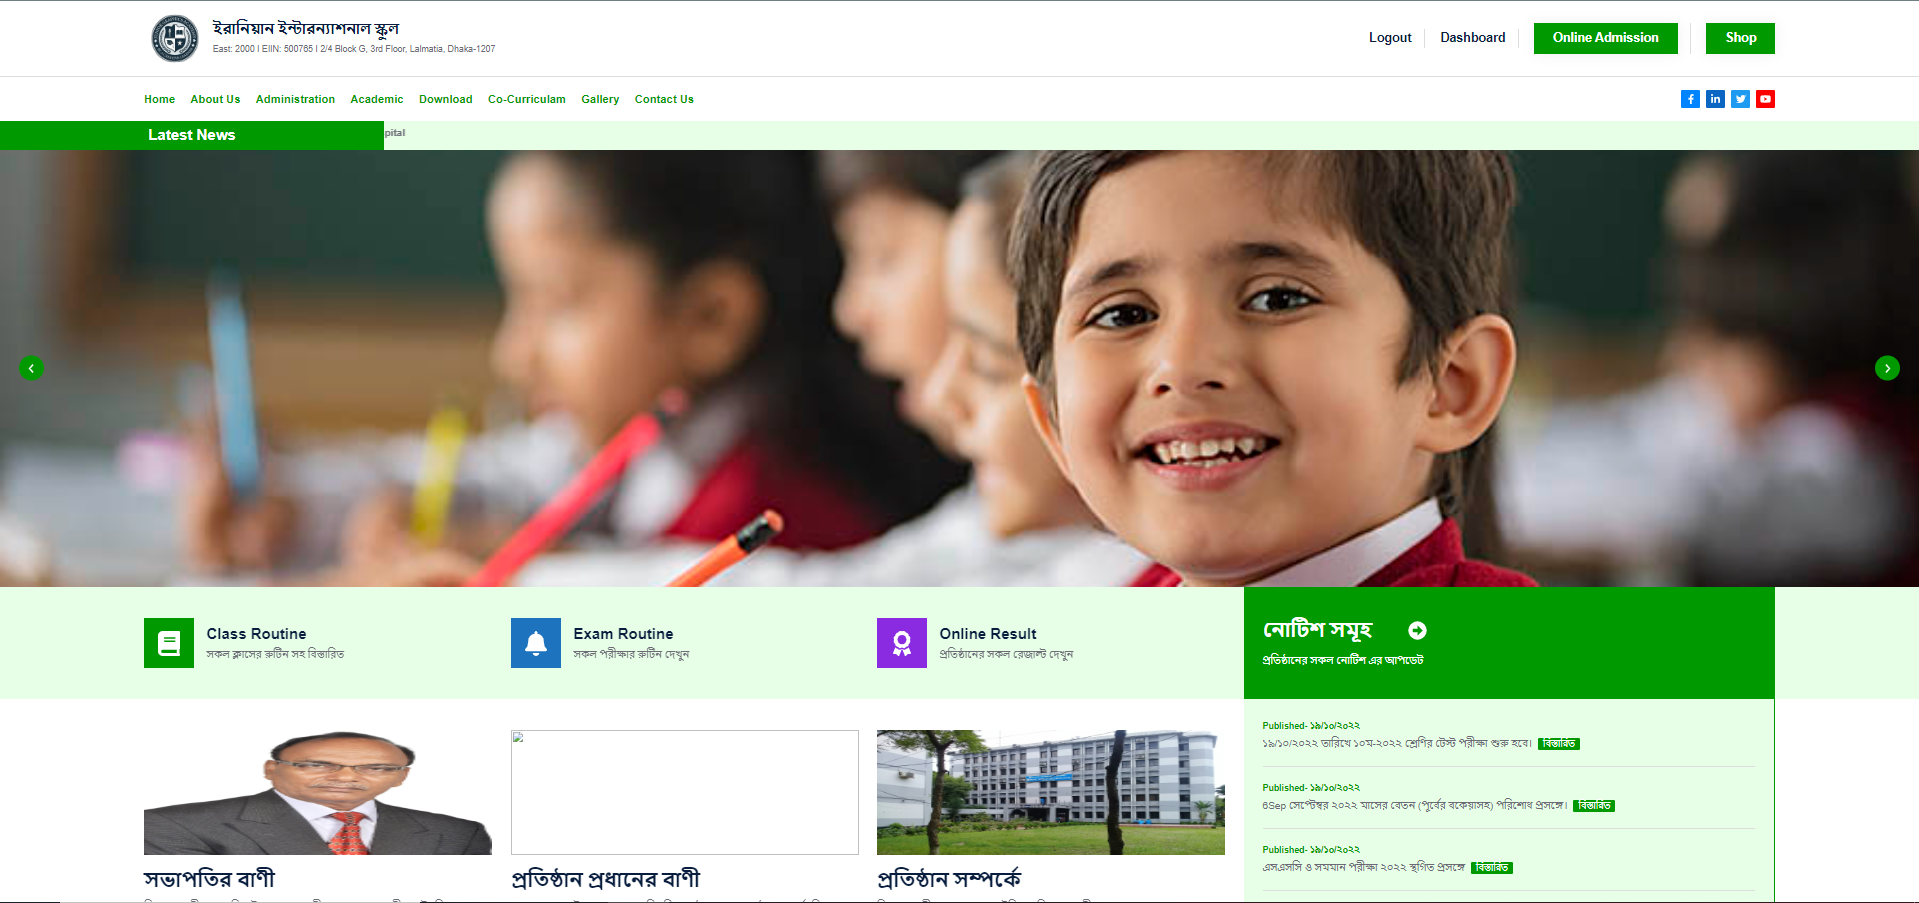 ইরানিয়ান ইন্টারন্যাশনাল স্কুল
East: 2000 I EIIN: 500765 I 2/4 Block G, 3rd Floor, Lalmatia, Dhaka-1207
Logout Dashboard Online Admission Shop
Home About Us Administration Academic Download Co-Curriculam Gallery Contact Us
Latest News pital
Class Routine
সকল ক্লাসের রুটিন সহ বিস্তারিত
Exam Routine
সকল পরীক্ষার রুটিন দেখুন
Online Result
প্রতিষ্ঠানের সকল রেজাল্ট দেখুন
নোটিশ সমূহ
প্রতিষ্ঠানের সকল নোটিশ এর আপডেট
সভাপতির বাণী
প্রতিষ্ঠান প্রধানের বাণী
প্রতিষ্ঠান সম্পর্কে
Published- ১৯/১০/২০২২
১৯/১০/২০২২ তারিখে ১০ম-২০২২ শ্রেণির টেস্ট পরীক্ষা শুরু হবে। বিস্তারিত
Published- ১৯/১০/২০২২
6Sep সেপ্টেম্বর ২০২২ মাসের বেতন (পূর্বের বকেয়াসহ) পরিশোধ প্রসঙ্গে। বিস্তারিত
Published- ১৯/১০/২০২২
এসএসসি ও সমমান পরীক্ষা ২০২২ স্থগিত প্রসঙ্গে বিস্তারিত